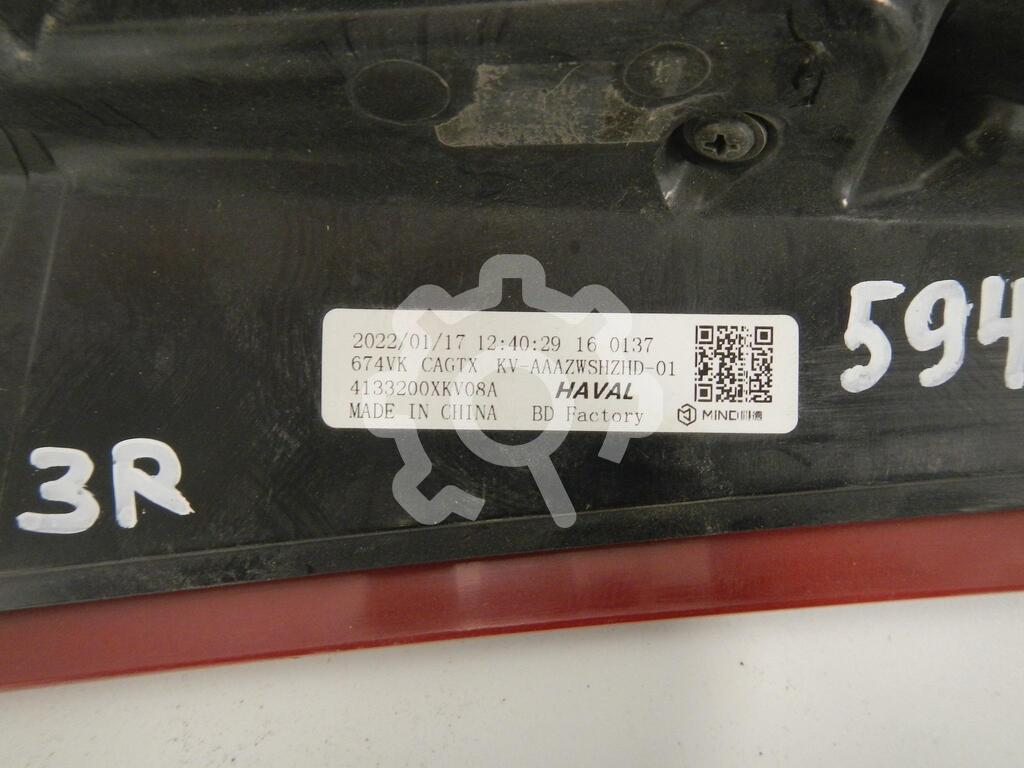 594
2022/01/17 12:40:29 16 0137
674VK CAGTX KV-AAAZWSHZHD-01
4133200XKV08A HAVAL
MADE IN CHINA BD Factory
3R